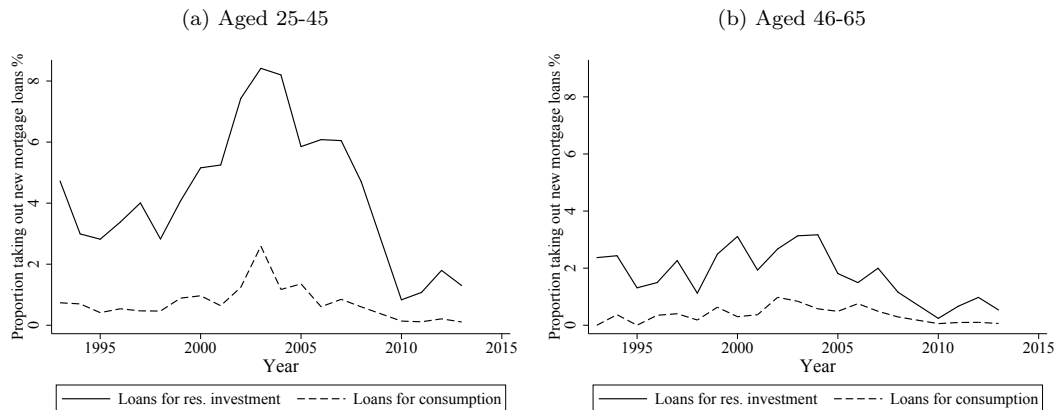 (a) Aged 25-45
Proportion taking out new mortgage loans %
8
6
4
2
0
1995 2000 2005 2010 2015
Year
Loans for res. investment Loans for consumption
(b) Aged 46-65
Proportion taking out new mortgage loans %
8
6
4
2
0
1995 2000 2005 2010 2015
Year
Loans for res. investment Loans for consumption